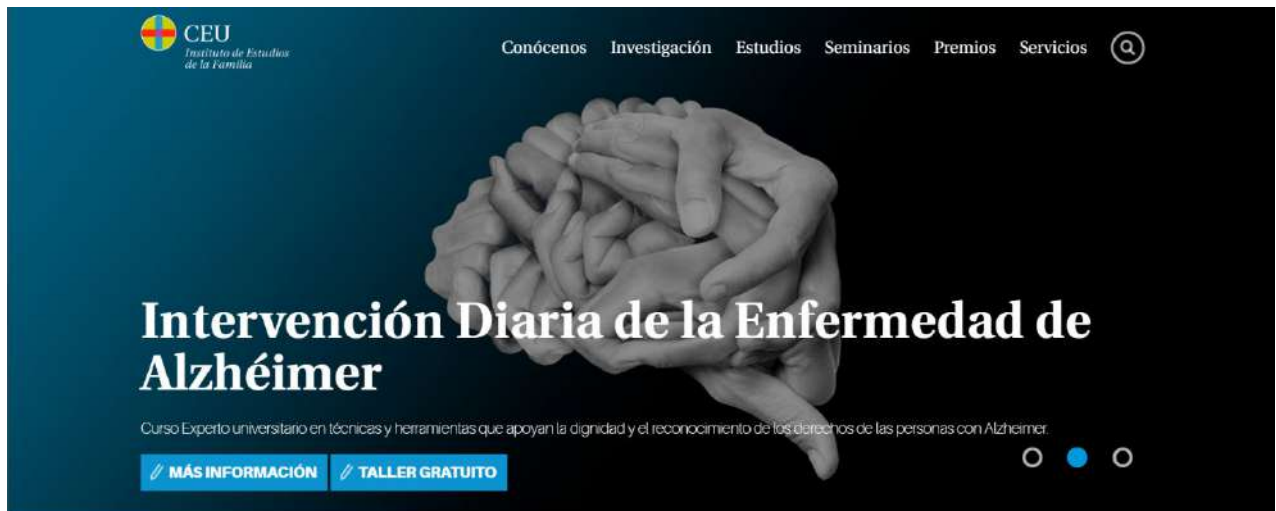 CEU
Instituto de Estudios
de la Familia
Conócenos Investigación Estudios Seminarios Premios Servicios
Intervención Diaria de la Enfermedad de
Alzhéimer
Curso Experto universitario en técnicas y herramientas que apoyan la dignidad y el reconocimiento de los derechos de las personas con Alzheimer.
MÁS INFORMACIÓN TALLER GRATUITO